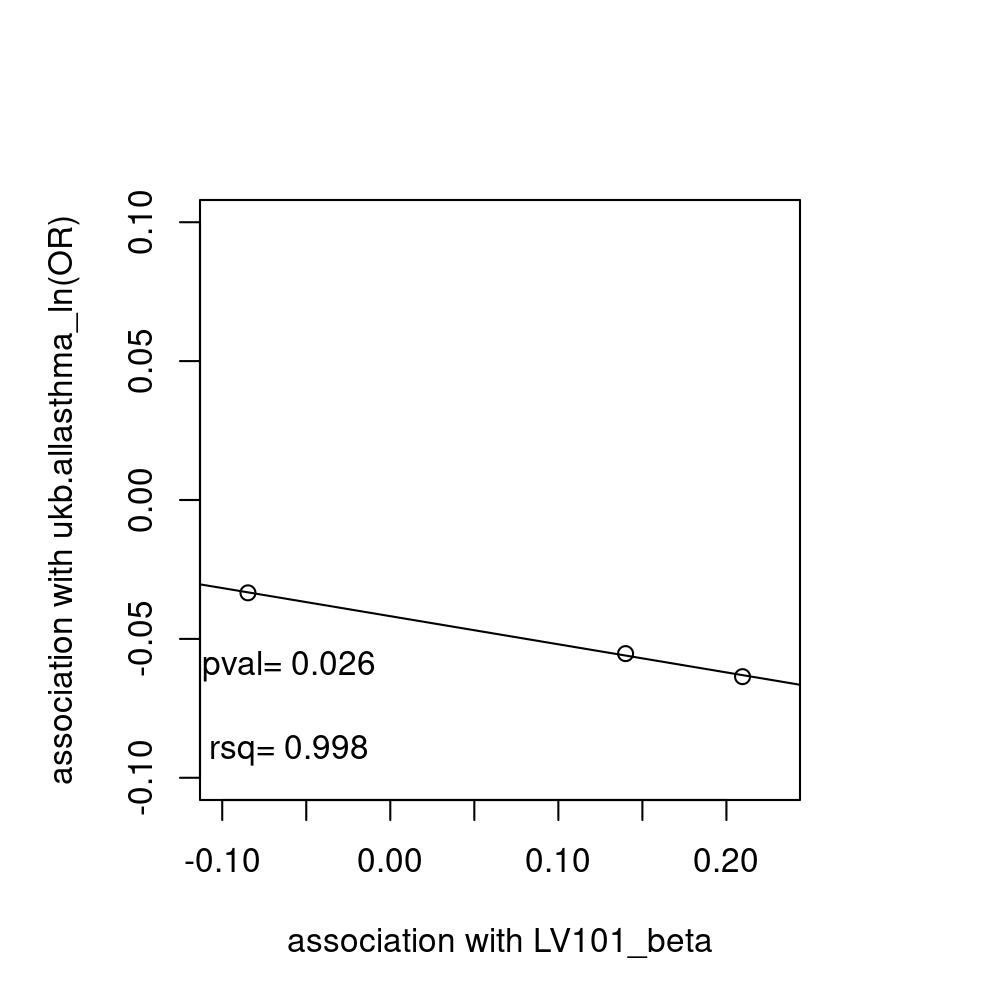 association with ukb.allasthma_ln(OR)
0.10
0.05
0.00
-0.05
-0.10
pval= 0.026
rsq= 0.998
-0.10 0.00 0.10 0.20
association with LV101_beta